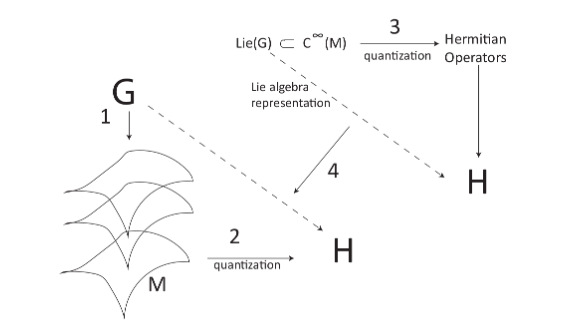 3
Lie(G) ⊂ C^∞(M)
quantization
Hermitian
Operators
Lie algebra
representation
G
1
4
H
2
quantization
H
M